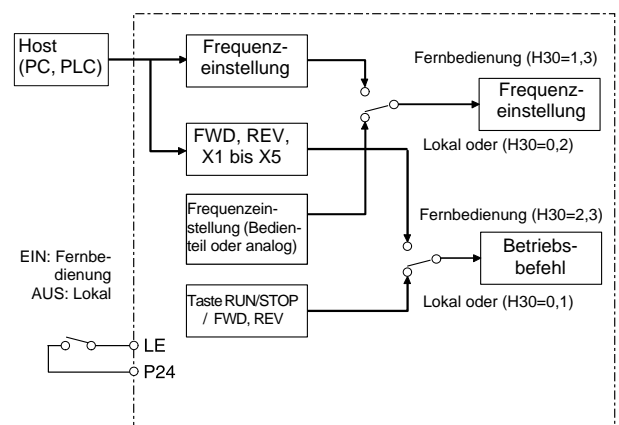 Host
(PC, PLC)
Frequenz-
einstellung
Fernbedienung (H30=1,3)
Frequenz-
einstellung
FWD, REV,
X1 bis X5
Lokal oder (H30=0,2)
Frequenzein-
stellung (Bedien-
teil oder analog)
Fernbedienung (H30=2,3)
Betriebs-
befehl
EIN: Fernbe-
dienung
AUS: Lokal
Taste RUN/STOP
/ FWD, REV
Lokal oder (H30=0,1)
LE
P24